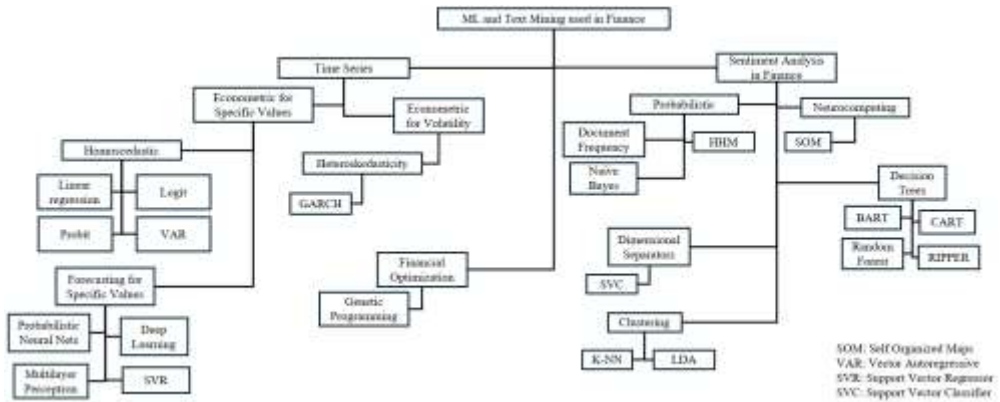 ML and Text Mining used in Finance
Time Series
Sentiment Analysis
in Finance
Econometric for
Specific Values
Econometric
for Volatility
Probabilistic
Neurocomputing
Document
Frequency
HHM
SOM
Homoscedastic
Heteroskedasticity
Naive
Bayes
Decision
Trees
Linear
regression
Logit
GARCH
BART
CART
Probit
VAR
Dimensional
Separators
Random
Forest
RIPPER
Financial
Optimization
Forecasting for
Specific Values
SVC
Genetic
Programming
Probabilistic
Neural Nets
Deep
Learning
Clustering
K-NN
LDA
Multilayer
Perception
SVR
SOM: Self Organized Maps
VAR: Vector Autoregressive
SVR: Support Vector Regressor
SVC: Support Vector Classifier